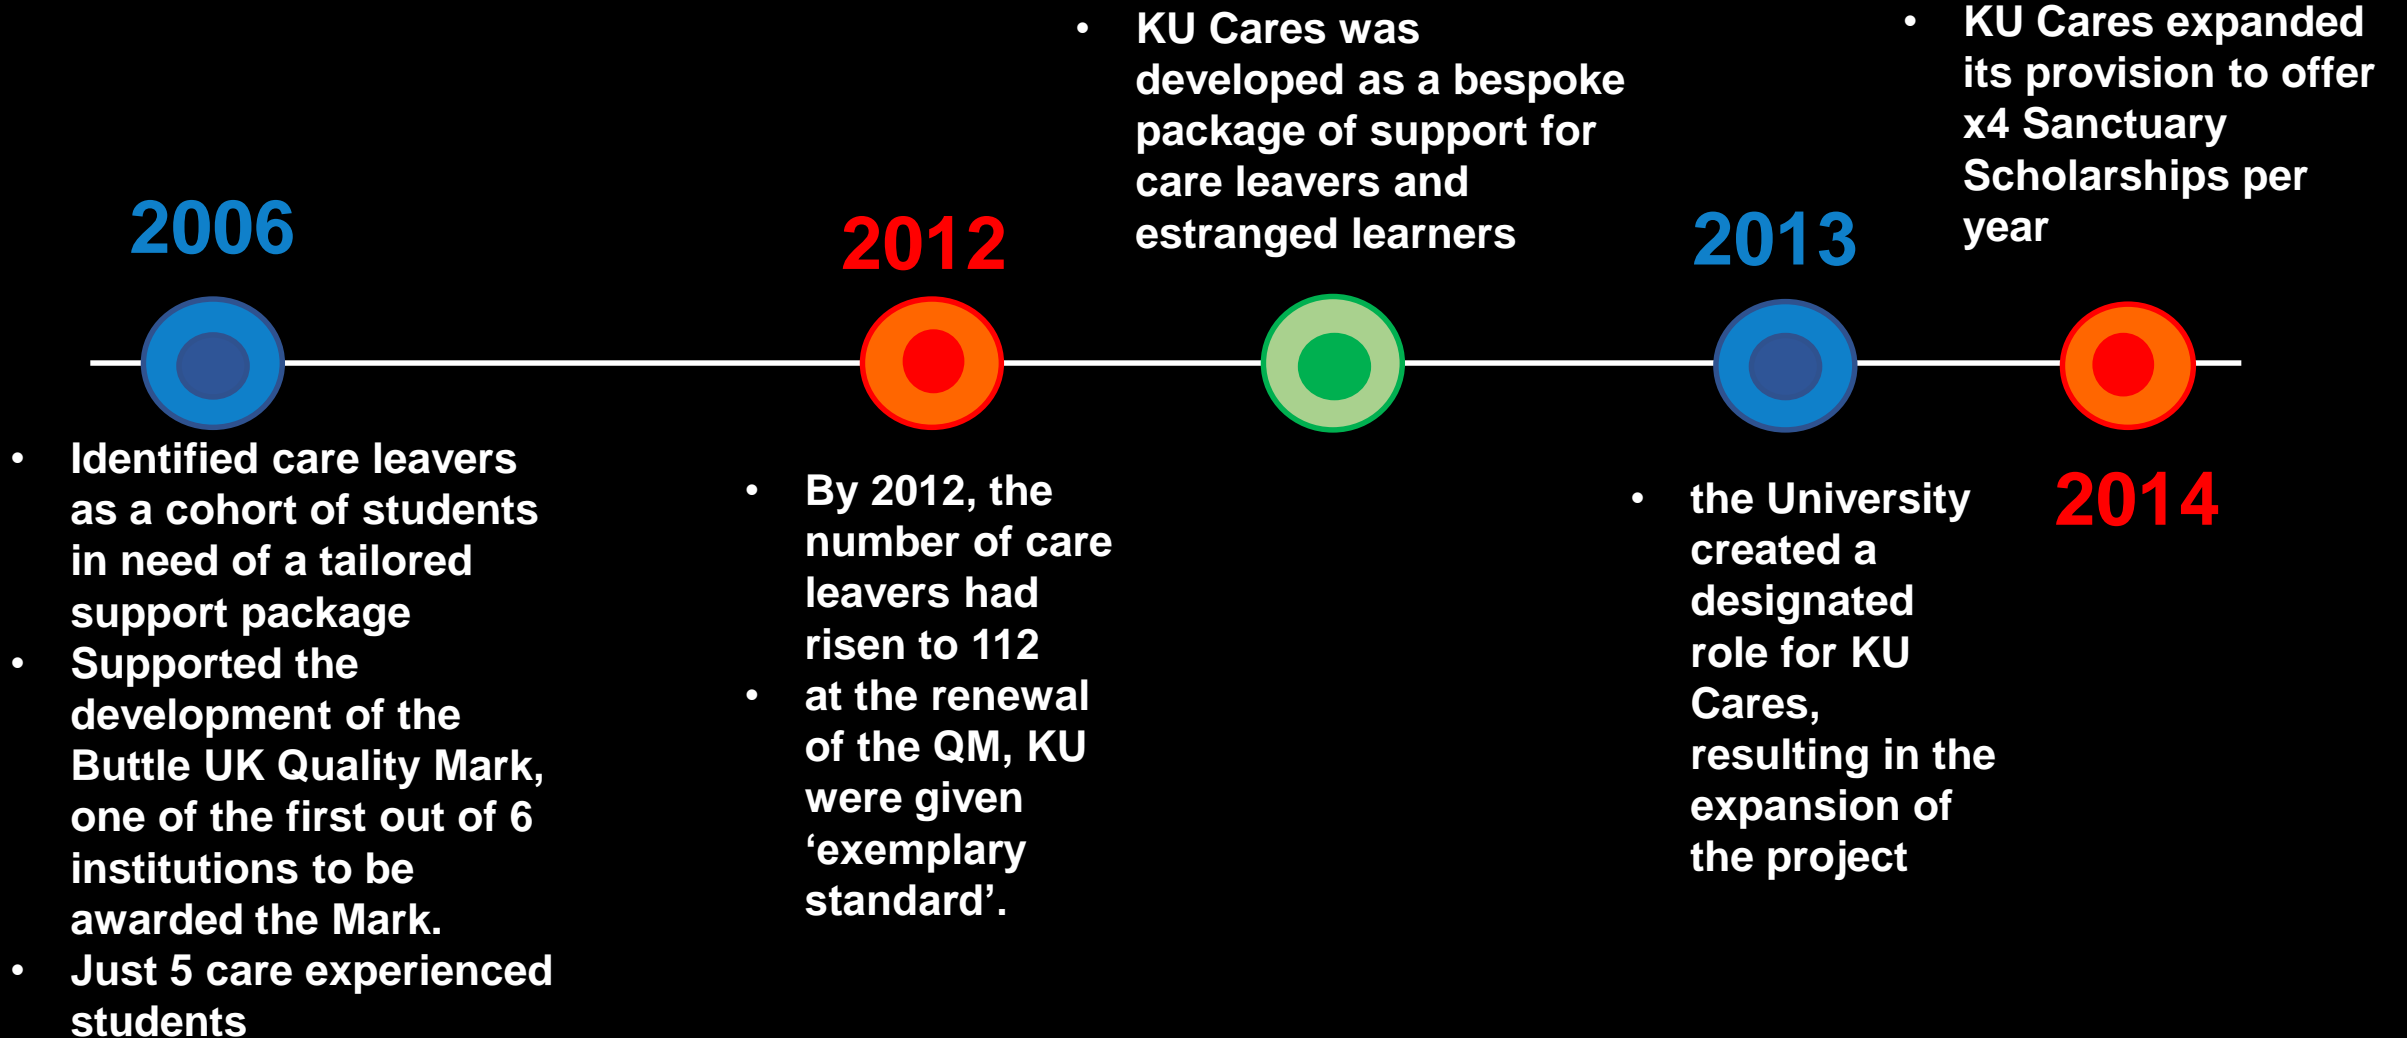 2006
• Identified care leavers
as a cohort of students
in need of a tailored
support package
• Supported the
development of the
Buttle UK Quality Mark,
one of the first out of 6
institutions to be
awarded the Mark.
• Just 5 care experienced
students
2012
• By 2012, the
number of care
leavers had
risen to 112
• at the renewal
of the QM, KU
were given
‘exemplary
standard’.
• KU Cares was
developed as a bespoke
package of support for
care leavers and
estranged learners
2013
• the University
created a
designated
role for KU
Cares,
resulting in the
expansion of
the project
• KU Cares expanded
its provision to offer
x4 Sanctuary
Scholarships per
year
2014